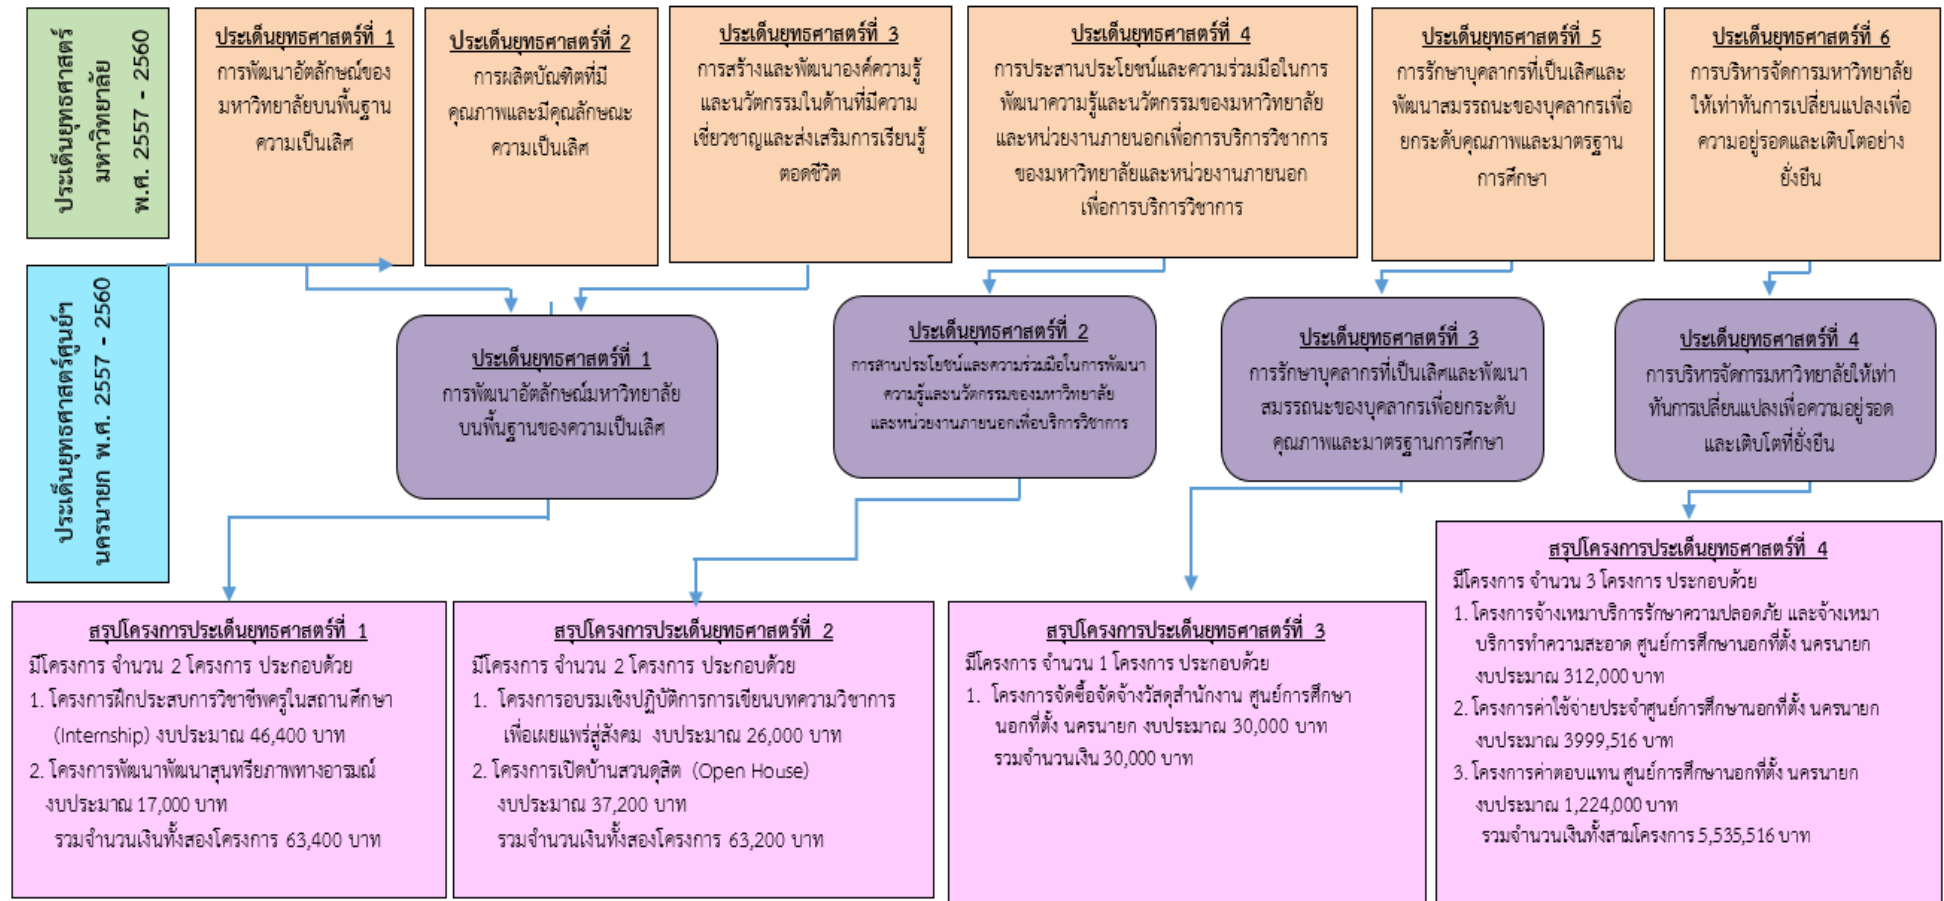 ประเด็นยุทธศาสตร์
มหาวิทยาลัย
พ.ศ. 2557 - 2560
ประเด็นยุทธศาสตร์ที่ 1
การพัฒนาอัตลักษณ์ของ
มหาวิทยาลัยบนพื้นฐาน
ความเป็นเลิศ
ประเด็นยุทธศาสตร์ที่ 2
การผลิตบัณฑิตที่มี
คุณภาพและมีคุณลักษณะ
ความเป็นเลิศ
ประเด็นยุทธศาสตร์ที่ 3
การสร้างและพัฒนาองค์ความรู้
และนวัตกรรมในด้านที่มีความ
เชี่ยวชาญและส่งเสริมการเรียนรู้
ตอดชีวิต
ประเด็นยุทธศาสตร์ที่ 4
การประสานประโยชน์และความร่วมมือในการ
พัฒนาความรู้และนวัตกรรมของมหาวิทยาลัย
และหน่วยงานภายนอกเพื่อการบริการวิชาการ
ของมหาวิทยาลัยและหน่วยงานภายนอก
เพื่อการบริการวิชาการ
ประเด็นยุทธศาสตร์ที่ 5
การรักษาบุคลากรที่เป็นเลิศและ
พัฒนาสมรรถนะของบุคลากรเพื่อ
ยกระดับคุณภาพและมาตรฐาน
การศึกษา
ประเด็นยุทธศาสตร์ที่ 6
การบริหารจัดการมหาวิทยาลัย
ให้เท่าทันการเปลี่ยนแปลงเพื่อ
ความอยู่รอดและเติบโตอย่าง
ยั่งยืน
ประเด็นยุทธศาสตร์ศูนย์ฯ
นครนายก พ.ศ. 2557 - 2560
ประเด็นยุทธศาสตร์ที่ 1
การพัฒนาอัตลักษณ์มหาวิทยาลัย
บนพื้นฐานของความเป็นเลิศ
ประเด็นยุทธศาสตร์ที่ 2
การสานประโยชน์และความร่วมมือในการพัฒนา
ความรู้และนวัตกรรมของมหาวิทยาลัย
และหน่วยงานภายนอกเพื่อบริการวิชาการ
ประเด็นยุทธศาสตร์ที่ 3
การรักษาบุคลากรที่เป็นเลิศและพัฒนา
สมรรถนะของบุคลากรเพื่อยกระดับ
คุณภาพและมาตรฐานการศึกษา
ประเด็นยุทธศาสตร์ที่ 4
การบริหารจัดการมหาวิทยาลัยให้เท่า
ทันการเปลี่ยนแปลงเพื่อความอยู่รอด
และเติบโตที่ยั่งยืน
สรุปโครงการประเด็นยุทธศาสตร์ที่ 1
มีโครงการ จำนวน 2 โครงการ ประกอบด้วย
1. โครงการฝึกประสบการวิชาชีพครูในสถานศึกษา
(Internship) งบประมาณ 46,400 บาท
2. โครงการพัฒนาพัฒนาสุนทรียภาพทางอารมณ์
งบประมาณ 17,000 บาท
รวมจำนวนเงินทั้งสองโครงการ 63,400 บาท
สรุปโครงการประเด็นยุทธศาสตร์ที่ 2
มีโครงการ จำนวน 2 โครงการ ประกอบด้วย
1. โครงการอบรมเชิงปฏิบัติการการเขียนบทความวิชาการ
เพื่อเผยแพร่สู่สังคม งบประมาณ 26,000 บาท
2. โครงการเปิดบ้านสวนดุสิต (Open House)
งบประมาณ 37,200 บาท
รวมจำนวนเงินทั้งสองโครงการ 63,200 บาท
สรุปโครงการประเด็นยุทธศาสตร์ที่ 3
มีโครงการ จำนวน 1 โครงการ ประกอบด้วย
1. โครงการจัดซื้อจัดจ้างวัสดุสำนักงาน ศูนย์การศึกษา
นอกที่ตั้ง นครนายก งบประมาณ 30,000 บาท
รวมจำนวนเงิน 30,000 บาท
สรุปโครงการประเด็นยุทธศาสตร์ที่ 4
มีโครงการ จำนวน 3 โครงการ ประกอบด้วย
1. โครงการจ้างเหมาบริการรักษาความปลอดภัย และจ้างเหมา
บริการทำความสะอาด ศูนย์การศึกษานอกที่ตั้ง นครนายก
งบประมาณ 312,000 บาท
2. โครงการค่าใช้จ่ายประจำศูนย์การศึกษานอกที่ตั้ง นครนายก
งบประมาณ 3999,516 บาท
3. โครงการค่าตอบแทน ศูนย์การศึกษานอกที่ตั้ง นครนายก
งบประมาณ 1,224,000 บาท
รวมจำนวนเงินทั้งสามโครงการ 5,535,516 บาท